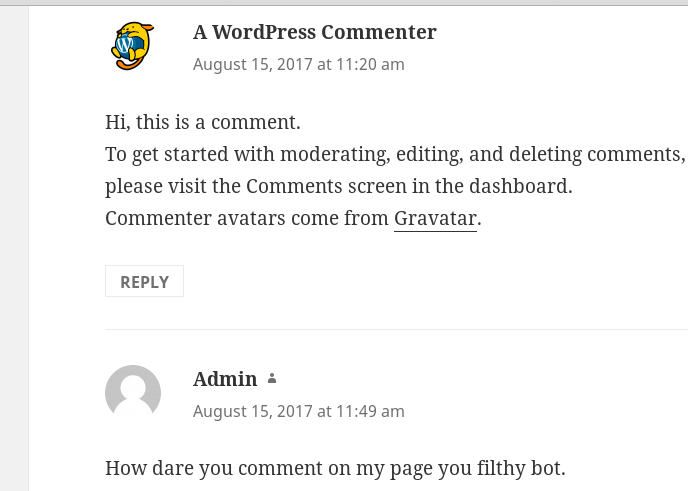 A WordPress Commenter
August 15, 2017 at 11:20 am
Hi, this is a comment.
To get started with moderating, editing, and deleting comments,
please visit the Comments screen in the dashboard.
Commenter avatars come from Gravatar.
REPLY
Admin
August 15, 2017 at 11:49 am
How dare you comment on my page you filthy bot.